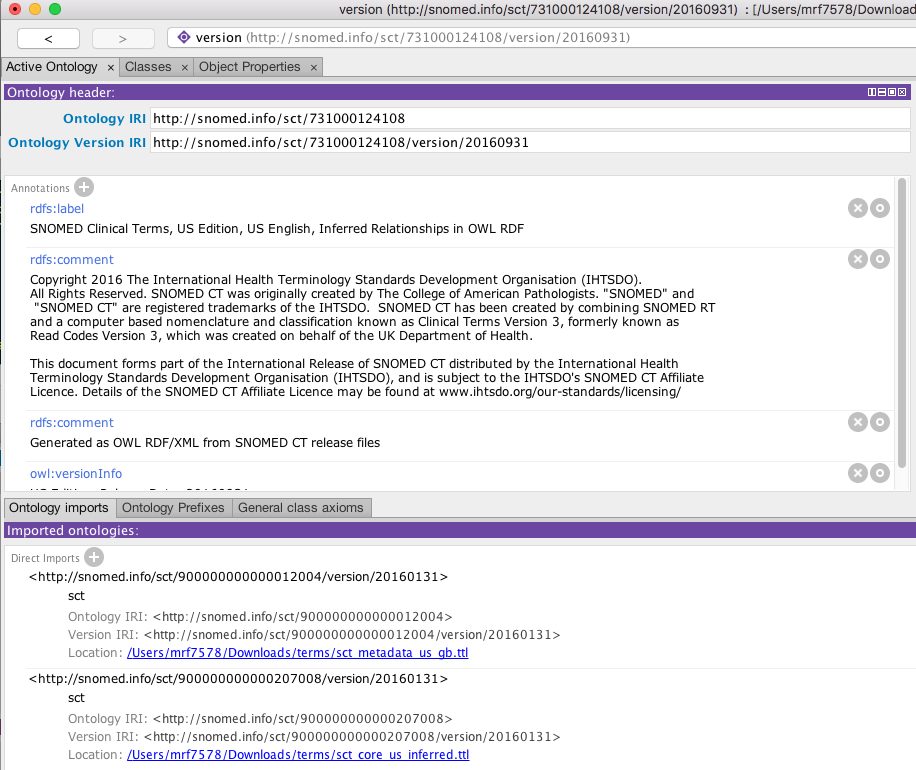 version (http://snomed.info/sct/731000124108/version/20160931) : [/Users/mrf7578/Downloa
< >
version (http://snomed.info/sct/731000124108/version/20160931)
Active Ontology × Classes × Object Properties ×
Ontology header:
Ontology IRI http://snomed.info/sct/731000124108
Ontology Version IRI http://snomed.info/sct/731000124108/version/20160931
Annotations +
rdfs:label
SNOMED Clinical Terms, US Edition, US English, Inferred Relationships in OWL RDF
rdfs:comment
Copyright 2016 The International Health Terminology Standards Development Organisation (IHTSDO).
All Rights Reserved. SNOMED CT was originally created by The College of American Pathologists. "SNOMED" and
"SNOMED CT" are registered trademarks of the IHTSDO.  SNOMED CT has been created by combining SNOMED RT
and a computer based nomenclature and classification known as Clinical Terms Version 3, formerly known as
Read Codes Version 3, which was created on behalf of the UK Department of Health.
This document forms part of the International Release of SNOMED CT distributed by the International Health
Terminology Standards Development Organisation (IHTSDO), and is subject to the IHTSDO's SNOMED CT Affiliate
Licence. Details of the SNOMED CT Affiliate Licence may be found at www.ihtsdo.org/our-standards/licensing/
rdfs:comment
Generated as OWL RDF/XML from SNOMED CT release files
owl:versionInfo
Ontology imports Ontology Prefixes General class axioms
Imported ontologies:
Direct Imports +
<http://snomed.info/sct/900000000000012004/version/20160131>
sct
Ontology IRI: <http://snomed.info/sct/900000000000012004>
Version IRI: <http://snomed.info/sct/900000000000012004/version/20160131>
Location: /Users/mrf7578/Downloads/terms/sct_metadata_us_gb.ttl
<http://snomed.info/sct/900000000000207008/version/20160131>
sct
Ontology IRI: <http://snomed.info/sct/900000000000207008>
Version IRI: <http://snomed.info/sct/900000000000207008/version/20160131>
Location: /Users/mrf7578/Downloads/terms/sct_core_us_inferred.ttl